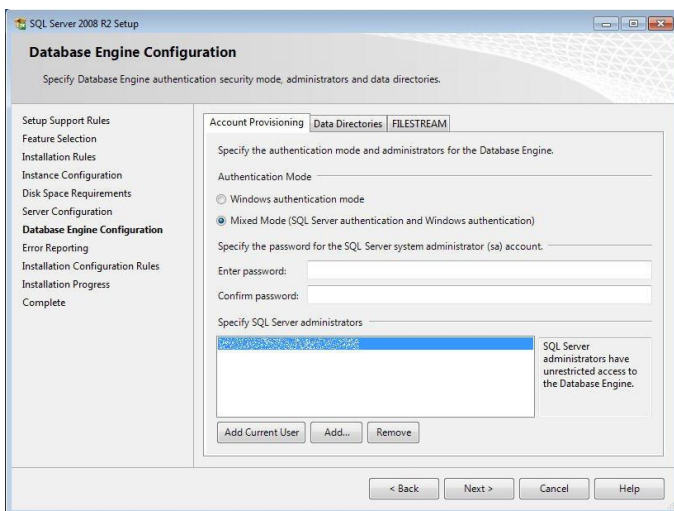 SQL Server 2008 R2 Setup
Database Engine Configuration
Specify Database Engine authentication security mode, administrators and data directories.
Setup Support Rules
Feature Selection
Installation Rules
Instance Configuration
Disk Space Requirements
Server Configuration
Database Engine Configuration
Error Reporting
Installation Configuration Rules
Installation Progress
Complete
Account Provisioning Data Directories FILESTREAM
Specify the authentication mode and administrators for the Database Engine.
Authentication Mode
Windows authentication mode
Mixed Mode (SQL Server authentication and Windows authentication)
Specify the password for the SQL Server system administrator (sa) account.
Enter password:
Confirm password:
Specify SQL Server administrators
SQL Server
administrators have
unrestricted access to
the Database Engine.
Add Current User Add... Remove
< Back Next > Cancel Help